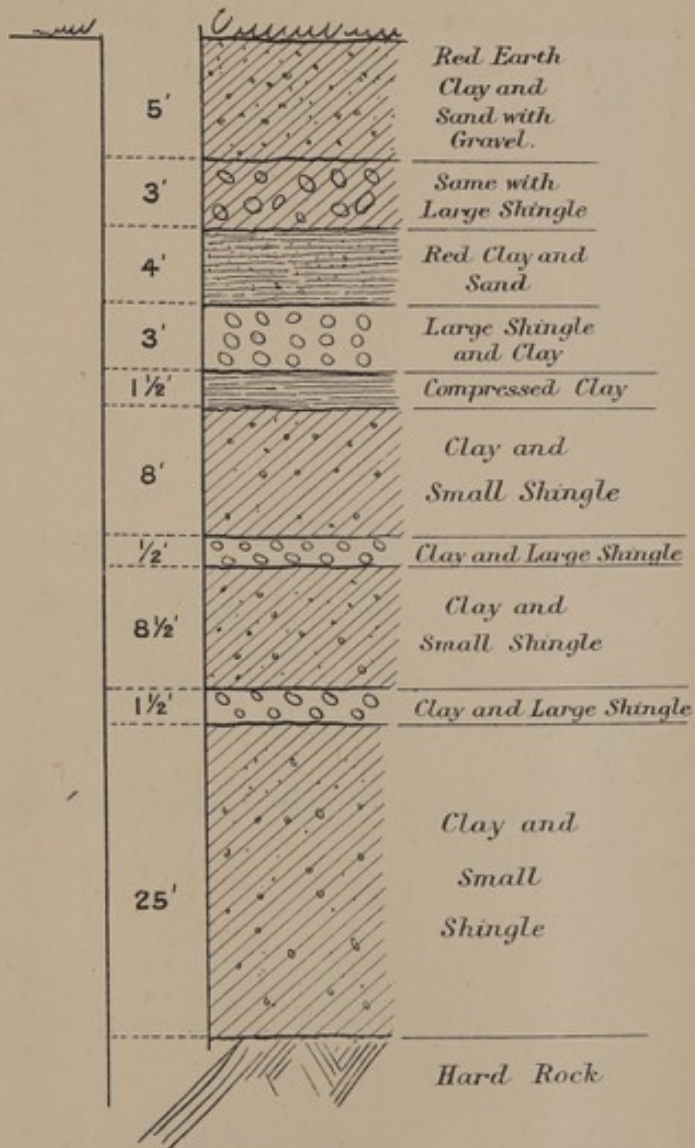 5'
Red Earth
Clay and
Sand with
Gravel.
3'
Same with
Large Shingle
4'
Red Clay and
Sand
3'
Large Shingle
and Clay
1½'
Compressed Clay
8'
Clay and
Small Shingle
½'
Clay and Large Shingle
8½'
Clay and
Small Shingle
1½'
Clay and Large Shingle
25'
Clay and
Small
Shingle
Hard Rock